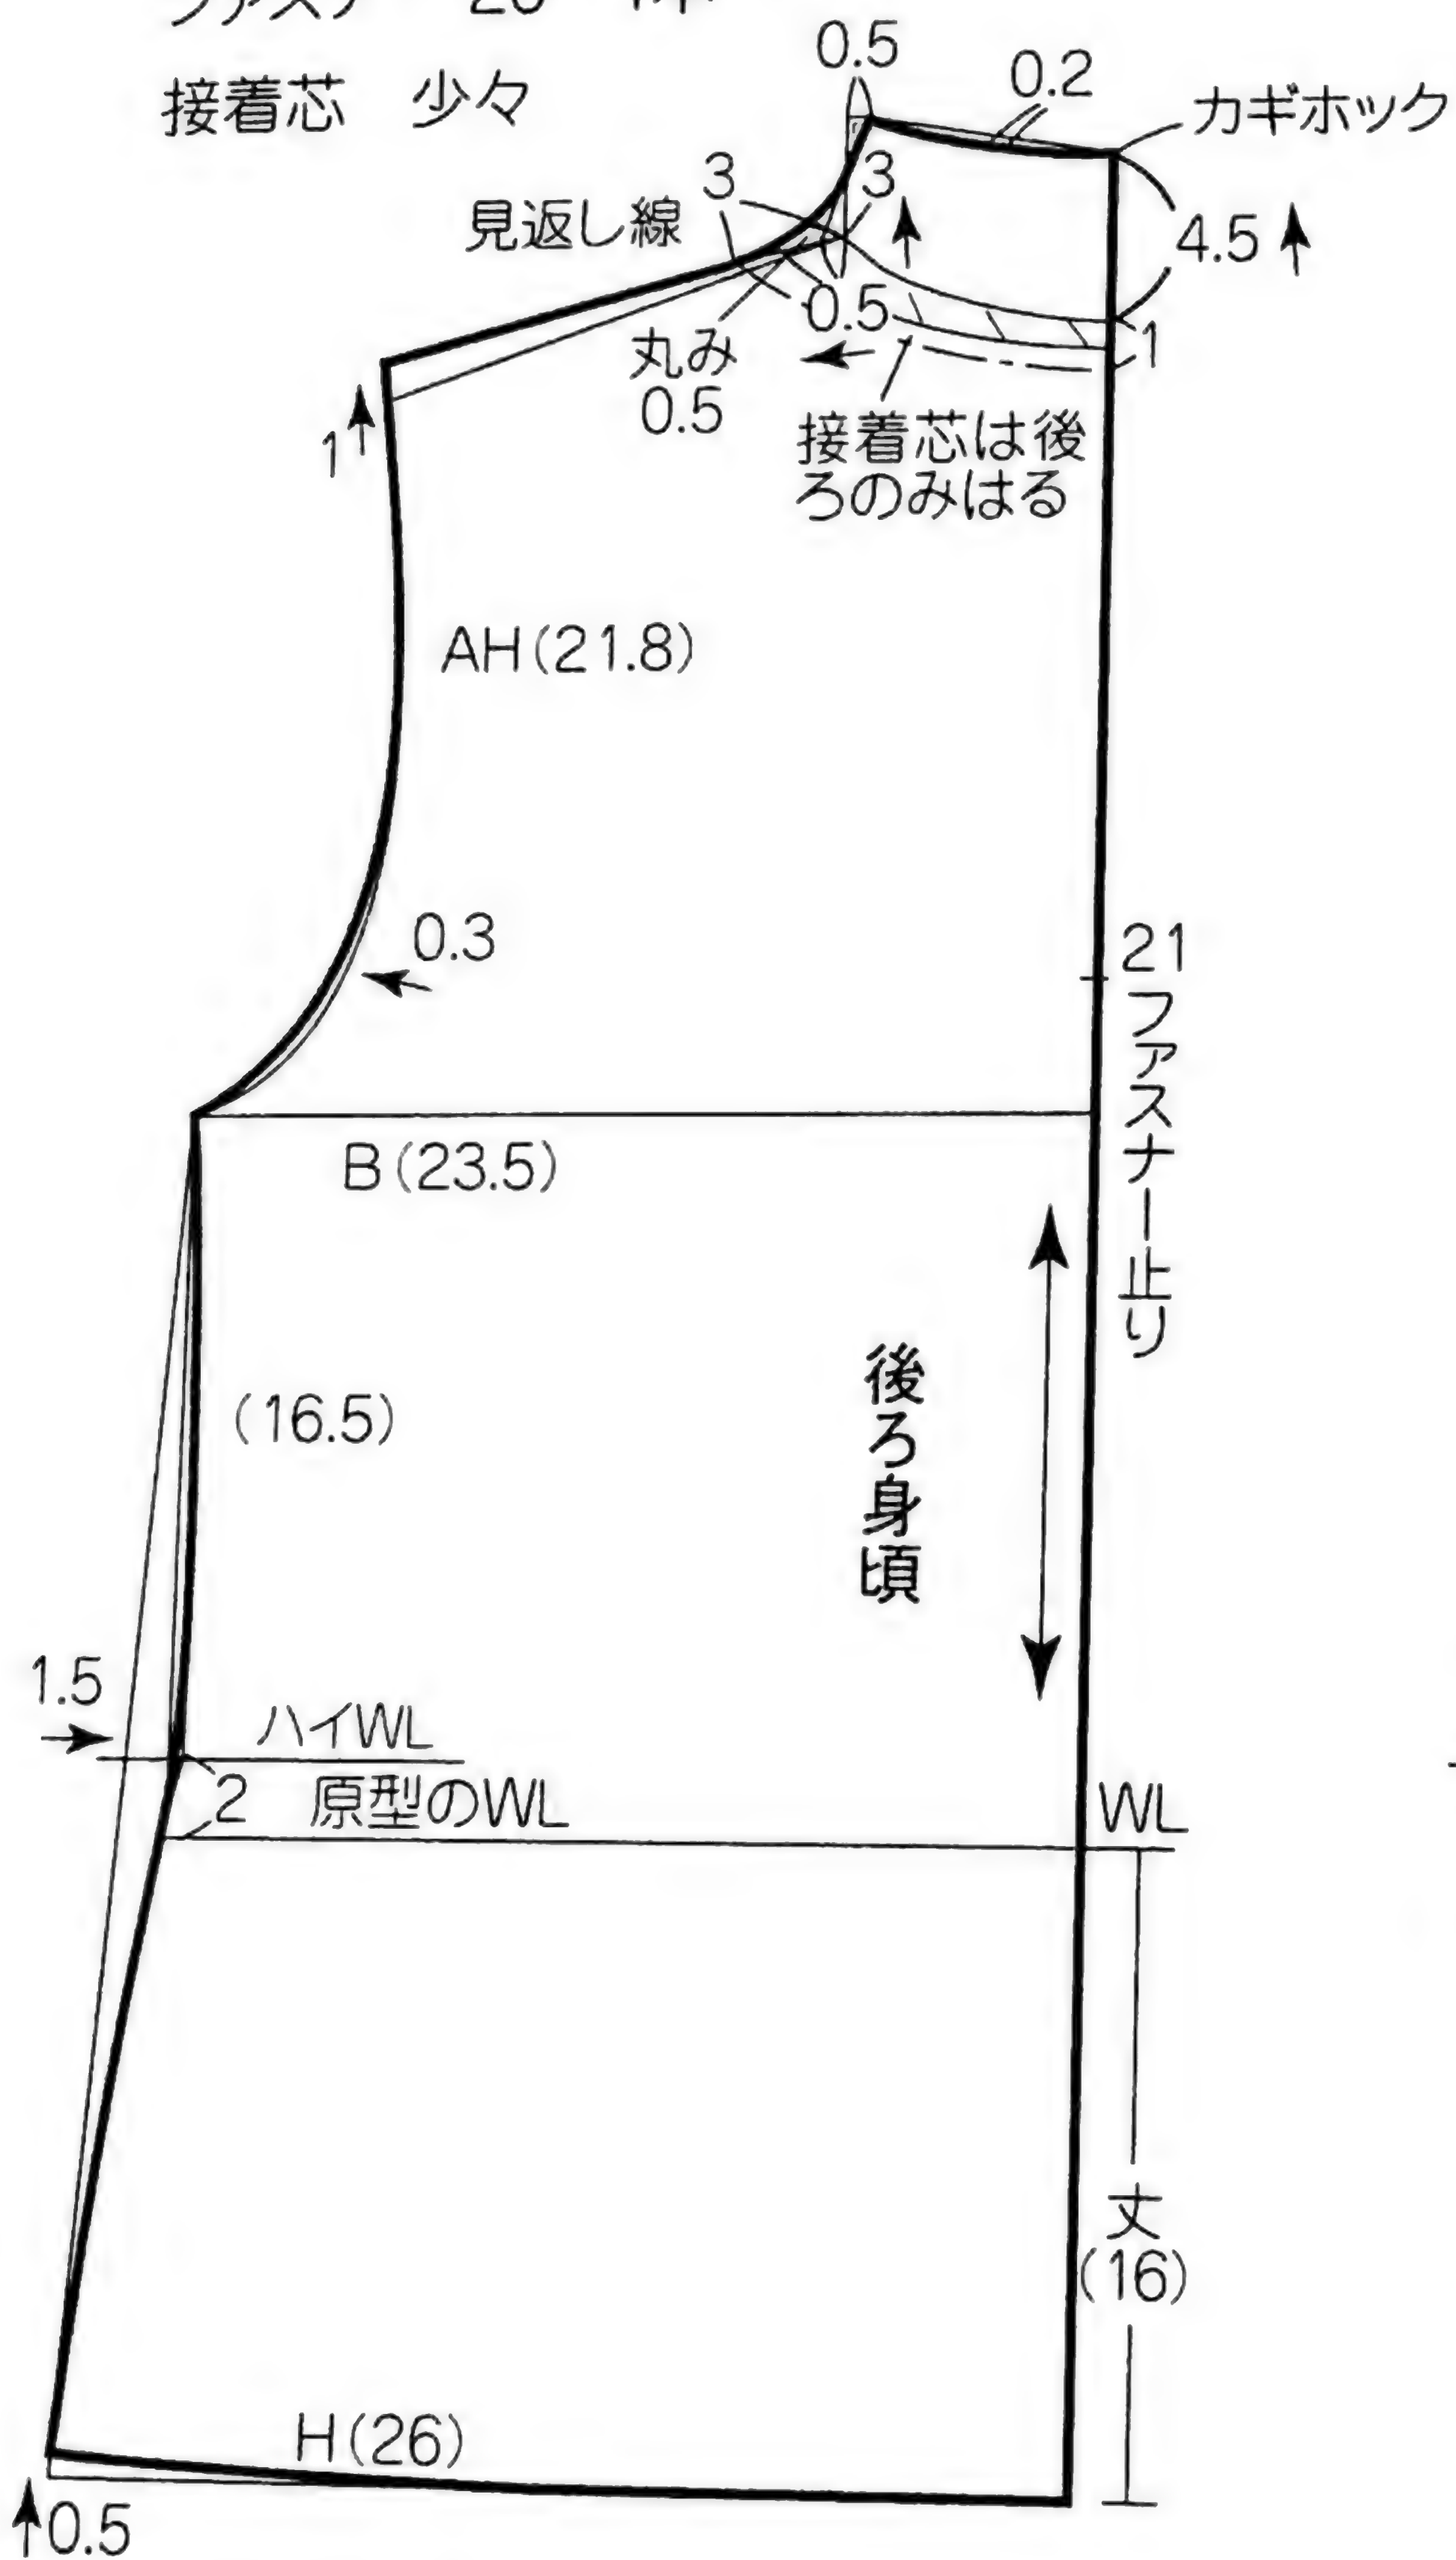 接着芯 少々
0.5
0.2
カギホック
3
3
見返し線
4.5
0.5
1
丸み
0.5
接着芯は後
ろのみはる
1
AH(21.8)
0.3
21
ファスナー止り
B(23.5)
(16.5)
後ろ身頃
1.5
ハイWL
2
原型のWL
WL
丈
(16)
H(26)
0.5